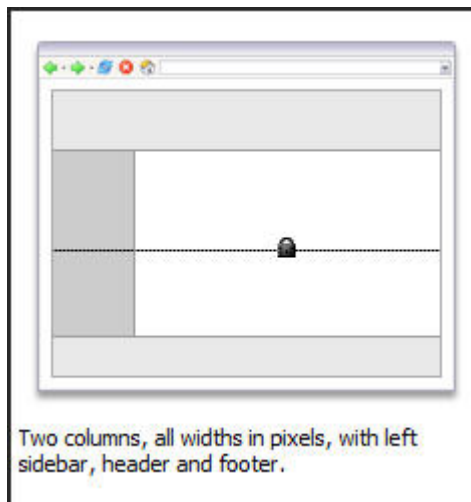 Two columns, all widths in pixels, with left
sidebar, header and footer.